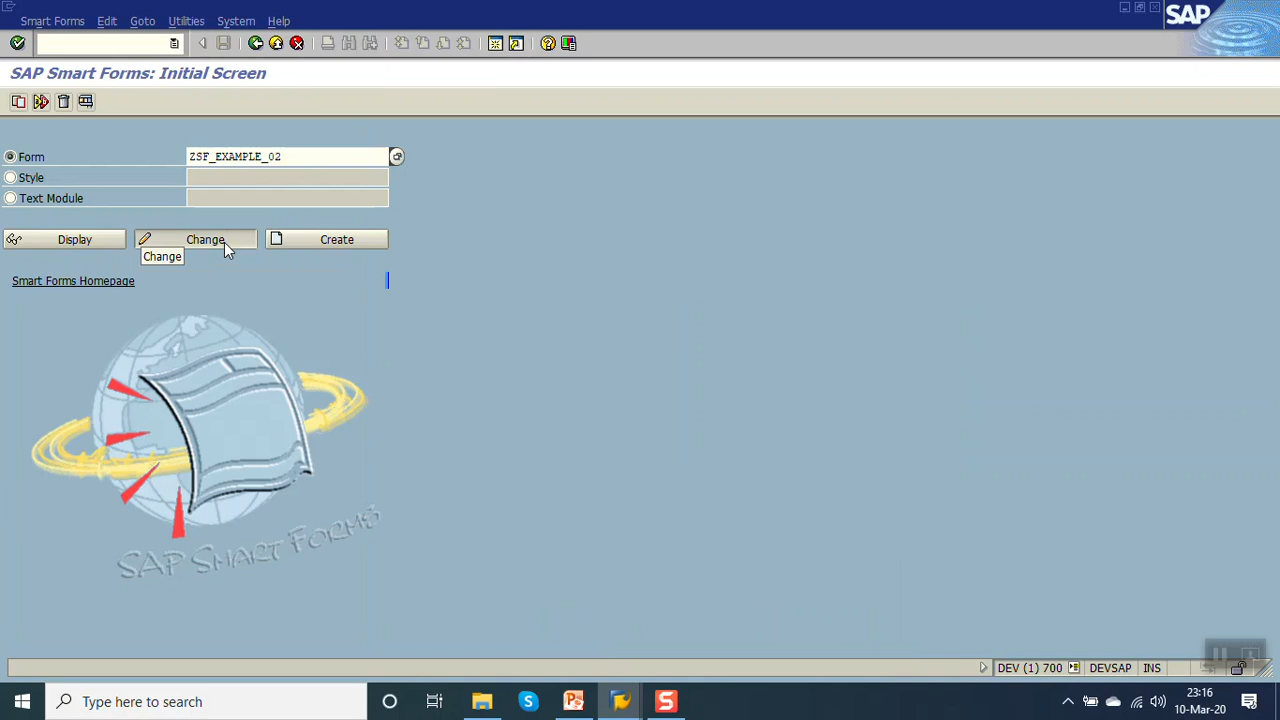 Smart Forms Edit Goto Utilities System Help
SAP
SAP Smart Forms: Initial Screen
Form ZSF_EXAMPLE_02
Style
Text Module
Display Change Create
Change
Smart Forms Homepage
SAP SMART FORMS
DEV (1) 700 DEVSAP INS
Type here to search
23:16
10-Mar-20